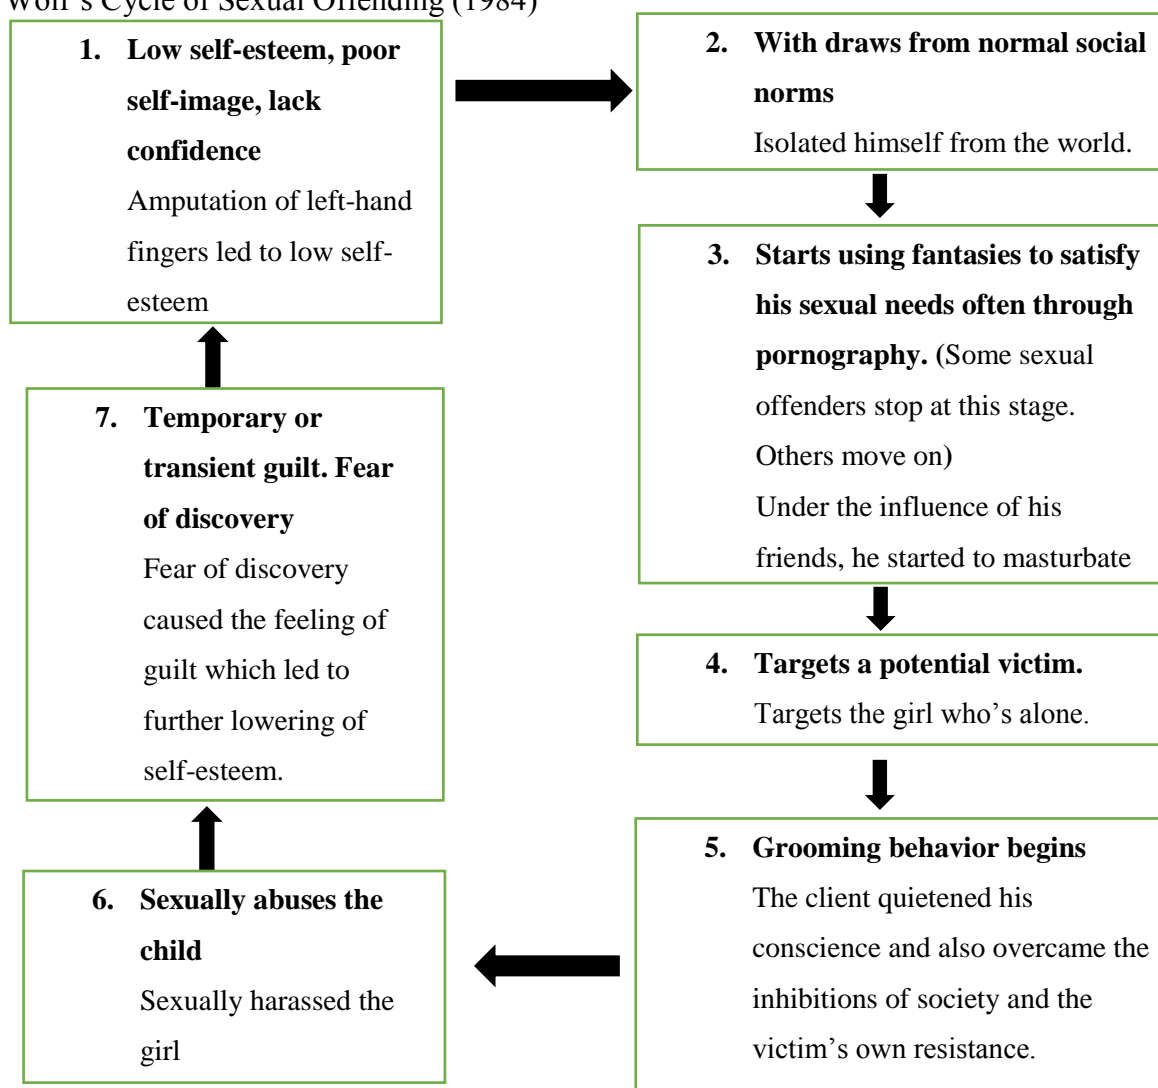 Wolf's Cycle of Sexual Offending (1984)
1. Low self-esteem, poor
self-image, lack
confidence
Amputation of left-hand
fingers led to low self-
esteem
2. With draws from normal social
norms
Isolated himself from the world.
3. Starts using fantasies to satisfy
his sexual needs often through
pornography. (Some sexual
offenders stop at this stage.
Others move on)
Under the influence of his
friends, he started to masturbate
4. Targets a potential victim.
Targets the girl who's alone.
5. Grooming behavior begins
The client quietened his
conscience and also overcame the
inhibitions of society and the
victim's own resistance.
6. Sexually abuses the
child
Sexually harassed the
girl
7. Temporary or
transient guilt. Fear
of discovery
Fear of discovery
caused the feeling of
guilt which led to
further lowering of
self-esteem.